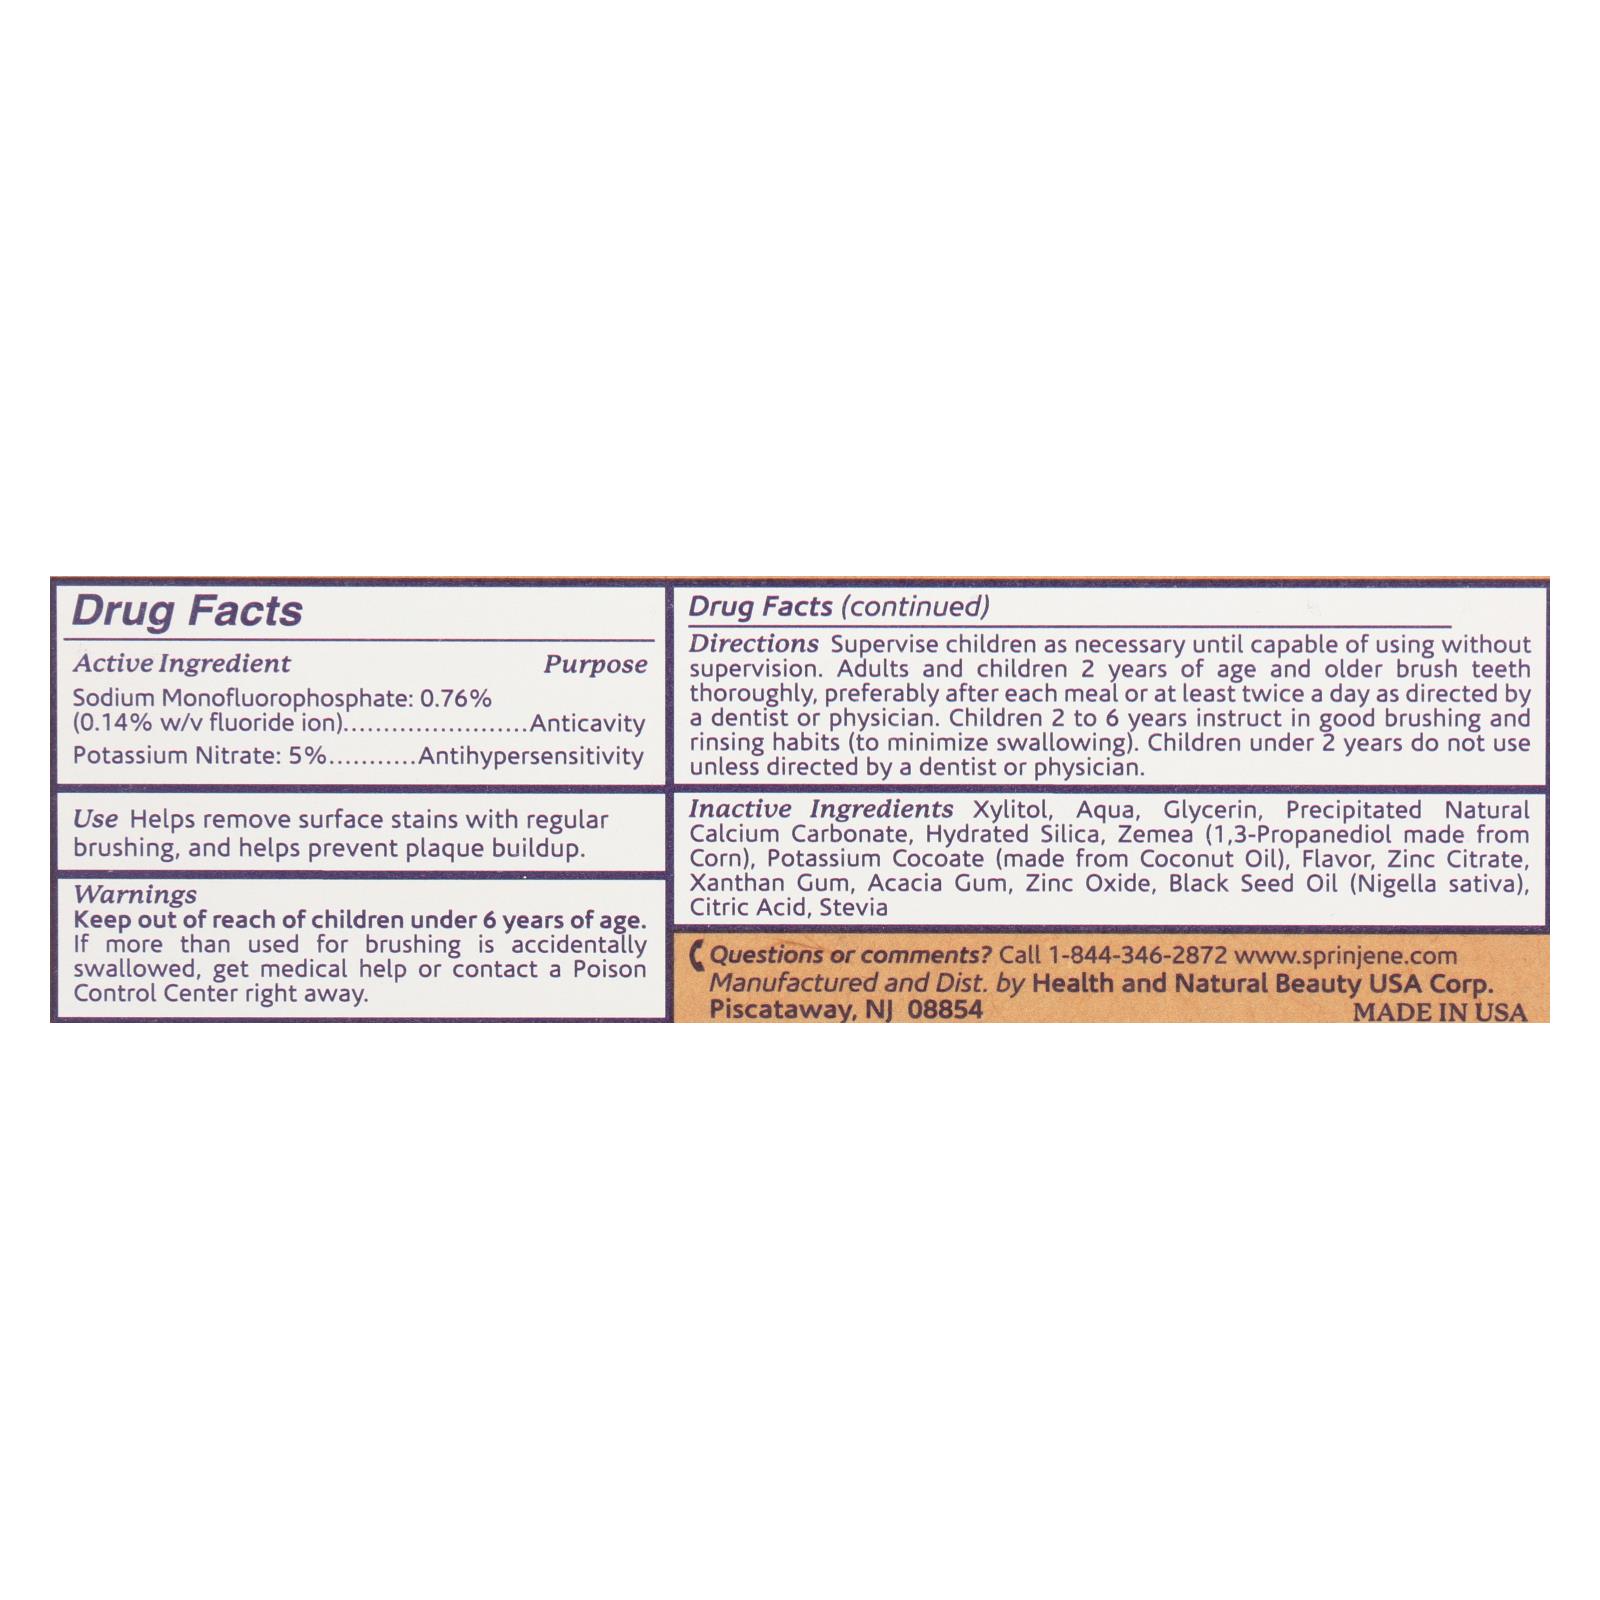 Drug Facts
Active Ingredient Purpose
Sodium Monofluorophosphate: 0.76%
(0.14% w/v fluoride ion)......................Anticavity
Potassium Nitrate: 5%...........Antihypersensitivity
Use Helps remove surface stains with regular
brushing, and helps prevent plaque buildup.
Warnings
Keep out of reach of children under 6 years of age.
If more than used for brushing is accidentally
swallowed, get medical help or contact a Poison
Control Center right away.
Drug Facts (continued)
Directions Supervise children as necessary until capable of using without
supervision. Adults and children 2 years of age and older brush teeth
thoroughly, preferably after each meal or at least twice a day as directed by
a dentist or physician. Children 2 to 6 years instruct in good brushing and
rinsing habits (to minimize swallowing). Children under 2 years do not use
unless directed by a dentist or physician.
Inactive Ingredients Xylitol, Aqua, Glycerin, Precipitated Natural
Calcium Carbonate, Hydrated Silica, Zemea (1,3-Propanediol made from
Corn), Potassium Cocoate (made from Coconut Oil), Flavor, Zinc Citrate,
Xanthan Gum, Acacia Gum, Zinc Oxide, Black Seed Oil (Nigella sativa),
Citric Acid, Stevia
Questions or comments? Call 1-844-346-2872 www.sprinjene.com
Manufactured and Dist. by Health and Natural Beauty USA Corp.
Piscataway, NJ 08854 MADE IN USA